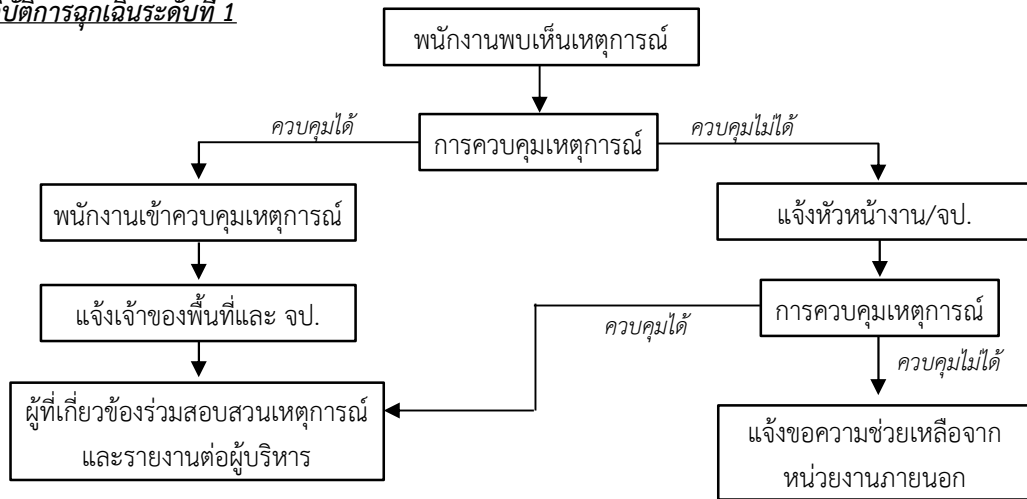 บัติการฉุกเฉินระดับที่ 1
พนักงานพบเห็นเหตุการณ์
ควบคุมได้
การควบคุมเหตุการณ์
ควบคุมไม่ได้
พนักงานเข้าควบคุมเหตุการณ์
แจ้งหัวหน้างาน/จป.
แจ้งเจ้าของพื้นที่และ จป.
ควบคุมได้
การควบคุมเหตุการณ์
ควบคุมไม่ได้
ผู้ที่เกี่ยวข้องร่วมสอบสวนเหตุการณ์
และรายงานต่อผู้บริหาร
แจ้งขอความช่วยเหลือจาก
หน่วยงานภายนอก